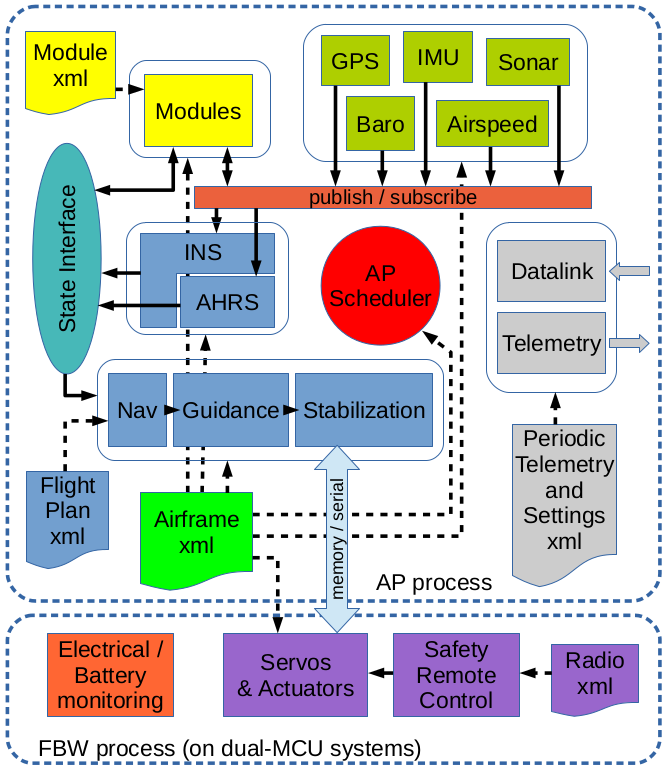 Module
xml
Modules
GPS
IMU
Sonar
Baro
Airspeed
publish / subscribe
State Interface
INS
AHRS
AP
Scheduler
Datalink
Telemetry
Nav
Guidance
Stabilization
Flight
Plan
xml
Airframe
xml
memory / serial
Periodic
Telemetry
and
Settings
xml
AP process
Electrical /
Battery
monitoring
Servos
& Actuators
Safety
Remote
Control
Radio
xml
FBW process (on dual-MCU systems)